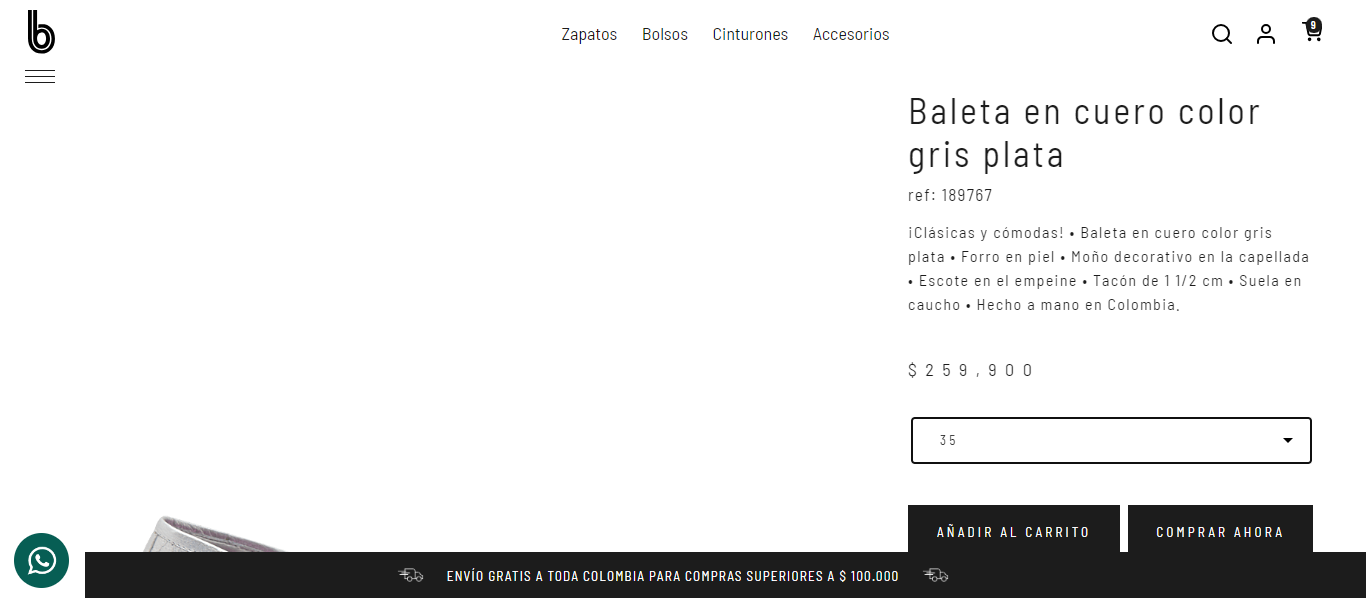 b
Zapatos Bolsos Cinturones Accesorios
9
Baleta en cuero color
gris plata
ref: 189767
¡Clásicas y cómodas! • Baleta en cuero color gris
plata • Forro en piel • Moño decorativo en la capellada
• Escote en el empeine • Tacón de 1 1/2 cm • Suela en
caucho • Hecho a mano en Colombia.
$259,900
35
AÑADIR AL CARRITO
COMPRAR AHORA
ENVÍO GRATIS A TODA COLOMBIA PARA COMPRAS SUPERIORES A $ 100.000